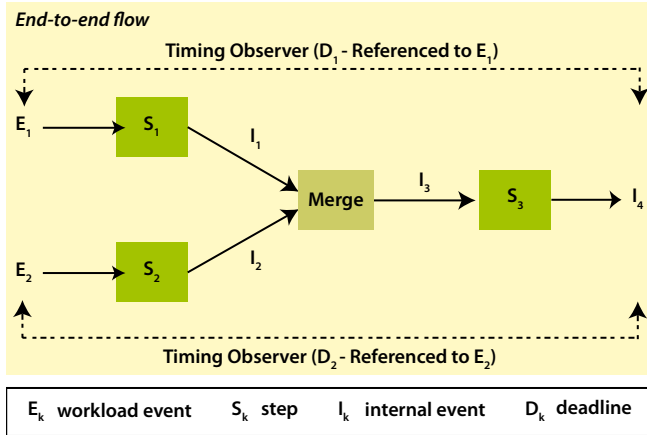 End-to-end flow
Timing Observer (D₁ - Referenced to E₁)
E₁
S₁
I₁
Merge
I₃
S₃
I₄
E₂
S₂
I₂
Timing Observer (D₂ - Referenced to E₂)
Eₖ workload event Sₖ step Iₖ internal event Dₖ deadline